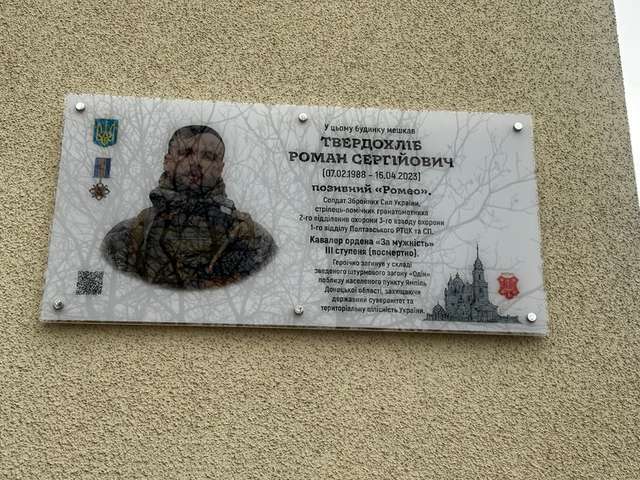 У цьому будинку мешкав
ТВЕРДОХЛІБ
РОМАН СЕРГІЙОВИЧ
(07.02.1988 - 16.04.2023)
позивний «Ромео».
Солдат Збройних Сил України,
стрілець-помічник гранатометника
2-го відділення охорони 3-го взводу охорони
1-го відділу Полтавського РТЦК та СП.
Кавалер ордена «За мужність»
ІІІ ступеня (посмертно).
Героїчно загинув у складі
зведеного штурмового загону «Один»
поблизу населеного пункту Ямпіль
Донецької області, захищаючи
державний суверенітет та
територіальну цілісність України.